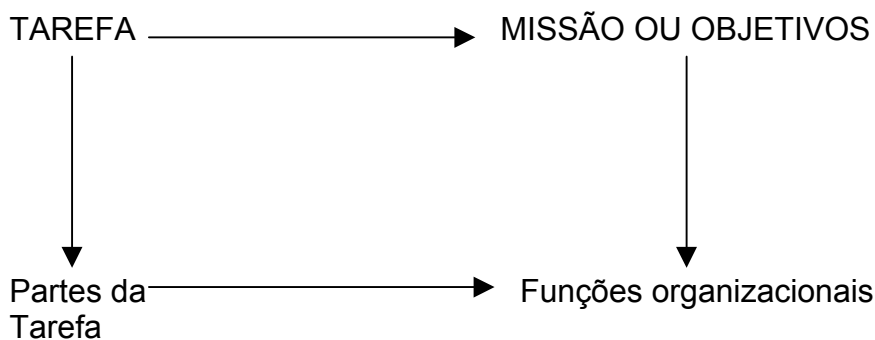 TAREFA
MISSÃO OU OBJETIVOS
Partes da
Tarefa
Funções organizacionais